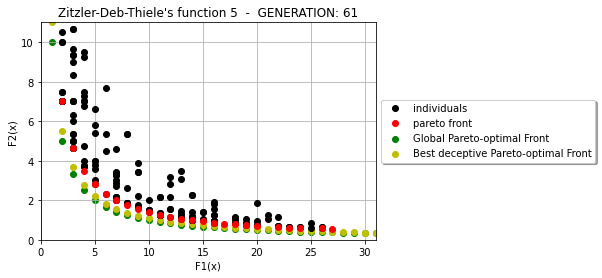 Zitzler-Deb-Thiele's function 5 - GENERATION: 61
10
8
6
4
2
0
F2(x)
0 5 10 15 20 25 30
F1(x)
individuals
pareto front
Global Pareto-optimal Front
Best deceptive Pareto-optimal Front